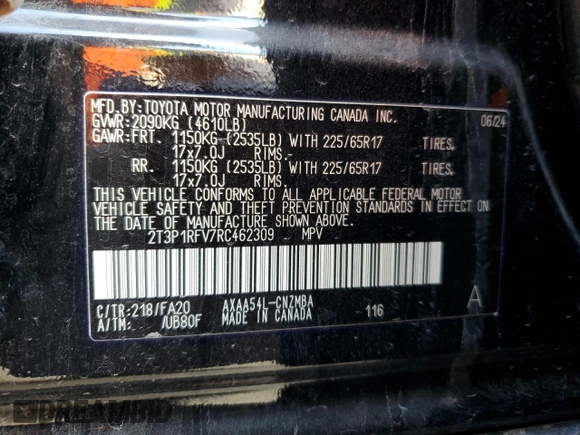 MFD.BY:TOYOTA MOTOR MANUFACTURING CANADA INC.
GVWR:2090KG (4610LB) 06/24
GAWR:FRT. 1150KG (2535LB) WITH 225/65R17 TIRES,
17x7.0J RIMS.
RR. 1150KG (2535LB) WITH 225/65R17 TIRES,
17x7.0J RIMS.
THIS VEHICLE CONFORMS TO ALL APPLICABLE FEDERAL MOTOR
VEHICLE SAFETY AND THEFT PREVENTION STANDARDS IN EFFECT ON
THE DATE OF MANUFACTURE SHOWN ABOVE.
2T3P1RFV7RC462309 MPV
C/TR:218/FA20 AXAA54L-CNZMBA 116 A
A/TM: /UB80F MADE IN CANADA
DREAMBID